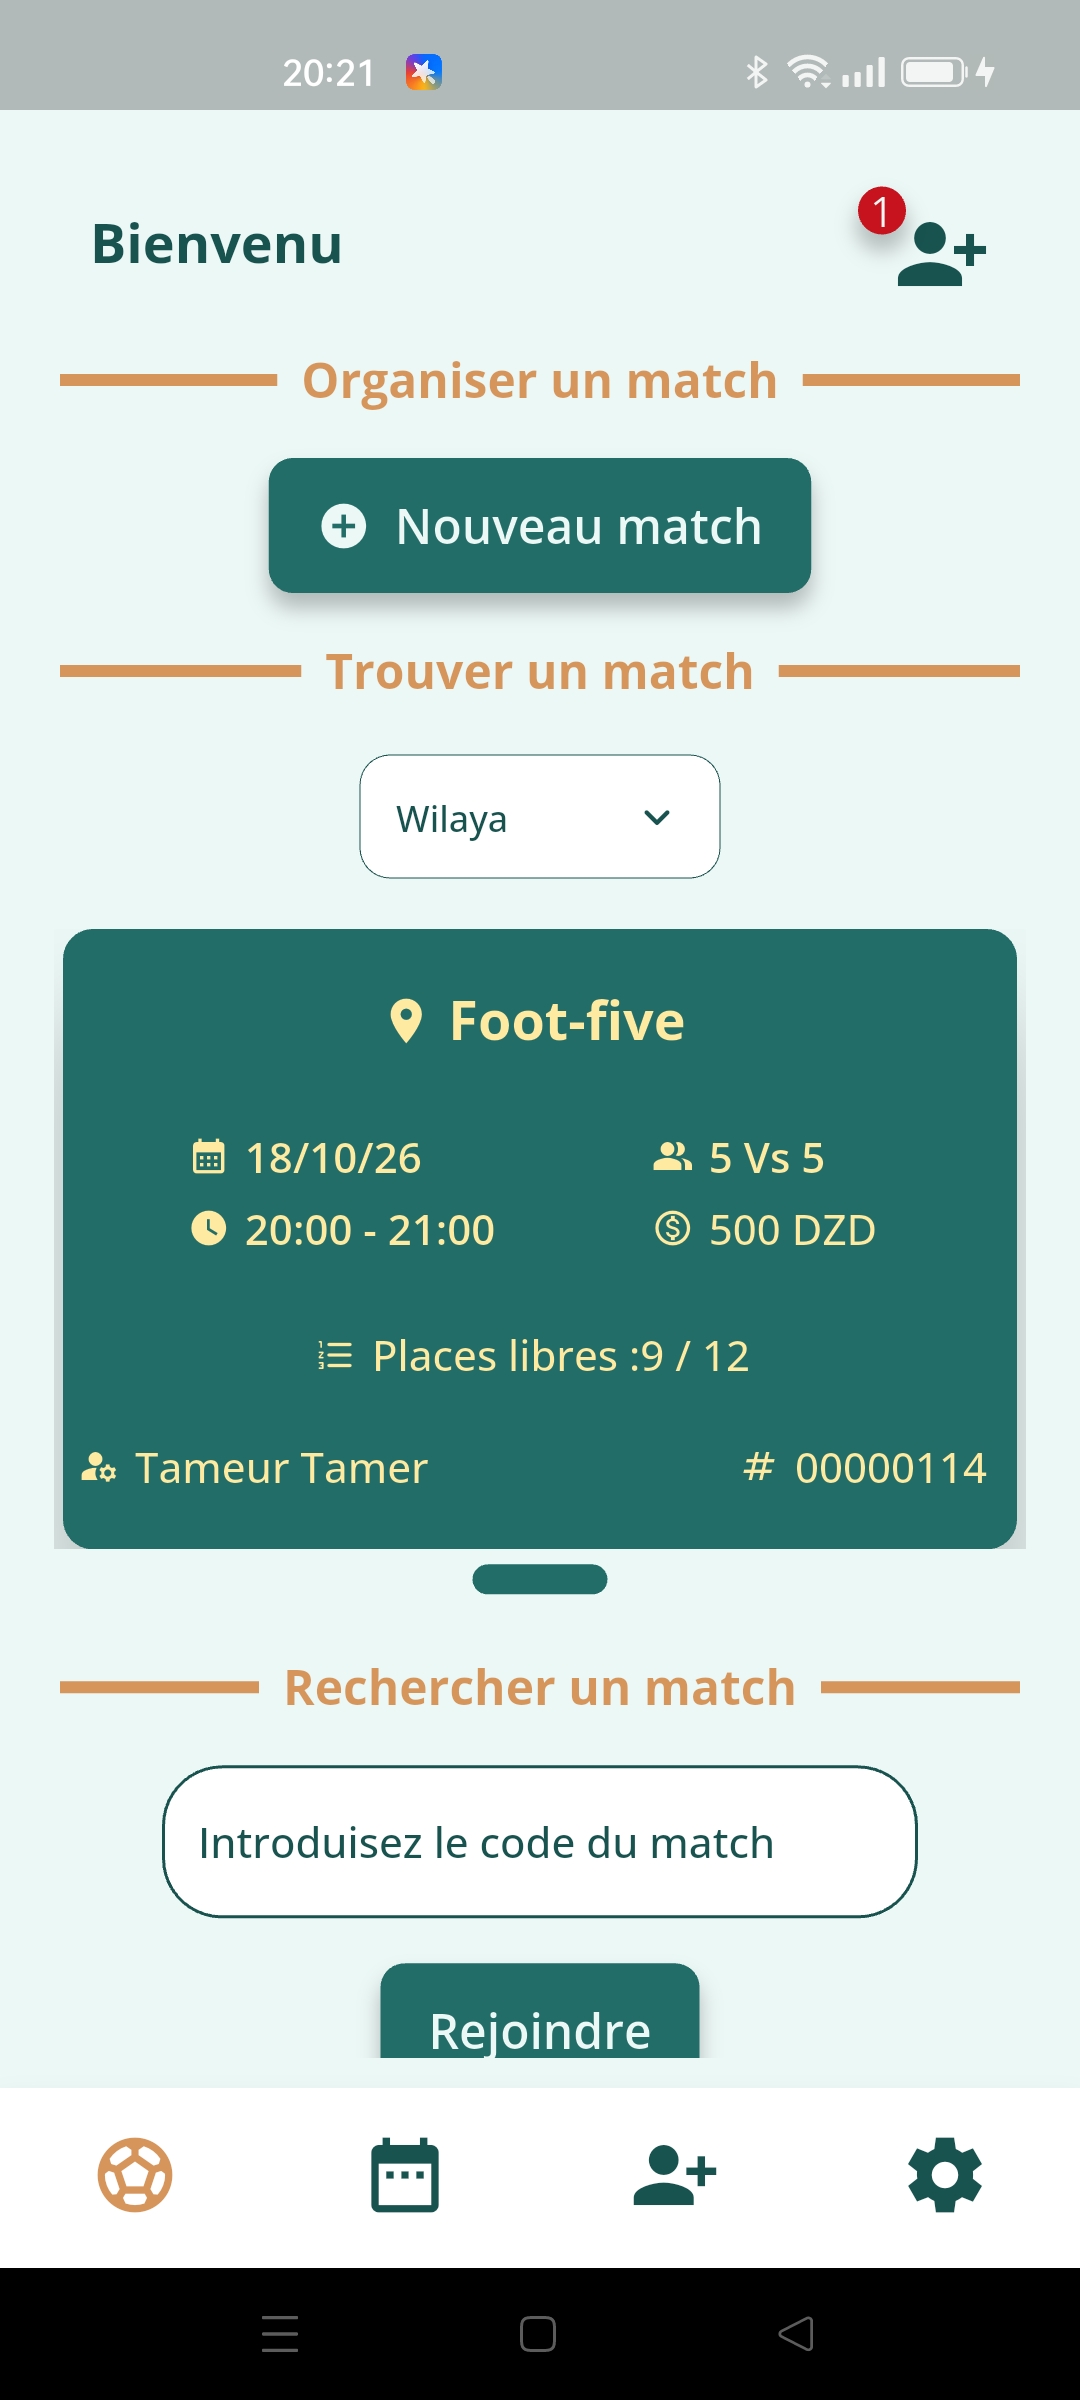 20:21
Bienvenu
1
Organiser un match
Nouveau match
Trouver un match
Wilaya
Foot-five
18/10/26
5 Vs 5
20:00 - 21:00
500 DZD
Places libres :9 / 12
Tameur Tamer
# 00000114
Rechercher un match
Introduisez le code du match
Rejoindre